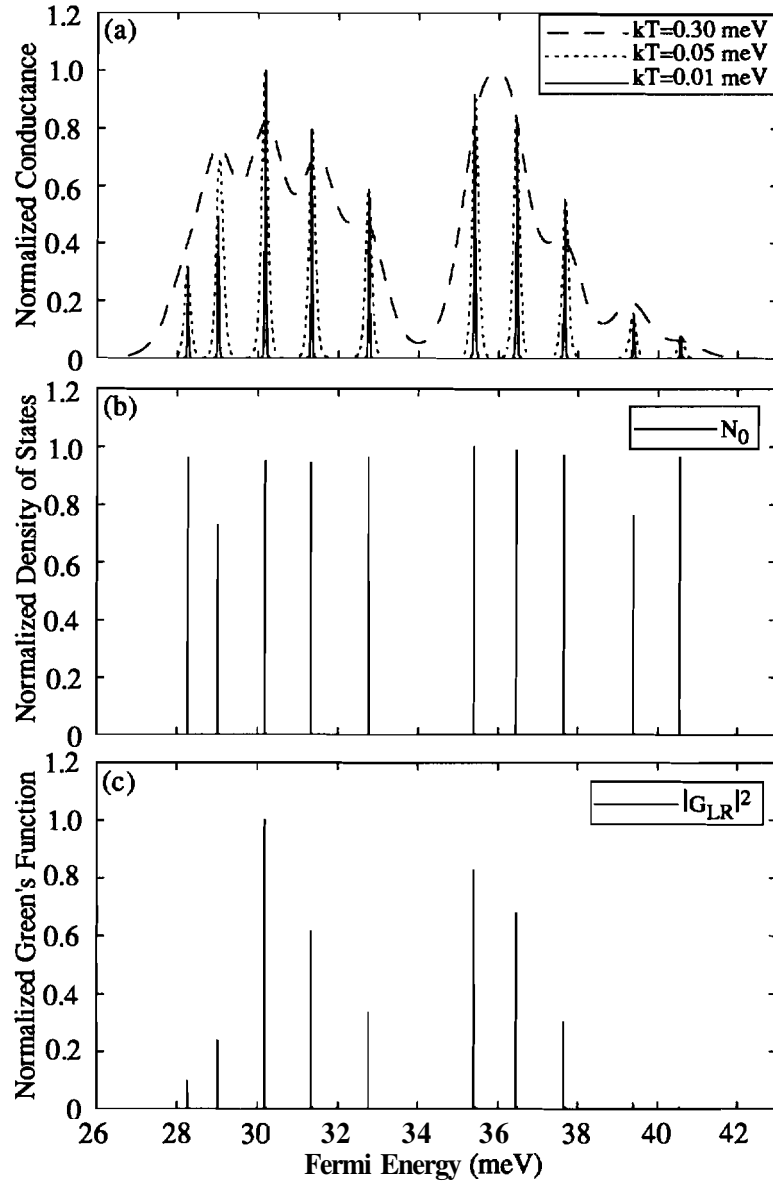 1.2
(a)
kT=0.30 meV
kT=0.05 meV
kT=0.01 meV
1.0
0.8
0.6
0.4
0.2
0
Normalized Conductance
1.2
(b)
N0
1.0
0.8
0.6
0.4
0.2
0
Normalized Density of States
1.2
(c)
|GLR|2
1.0
0.8
0.6
0.4
0.2
0
Normalized Green's Function
26 28 30 32 34 36 38 40 42
Fermi Energy (meV)